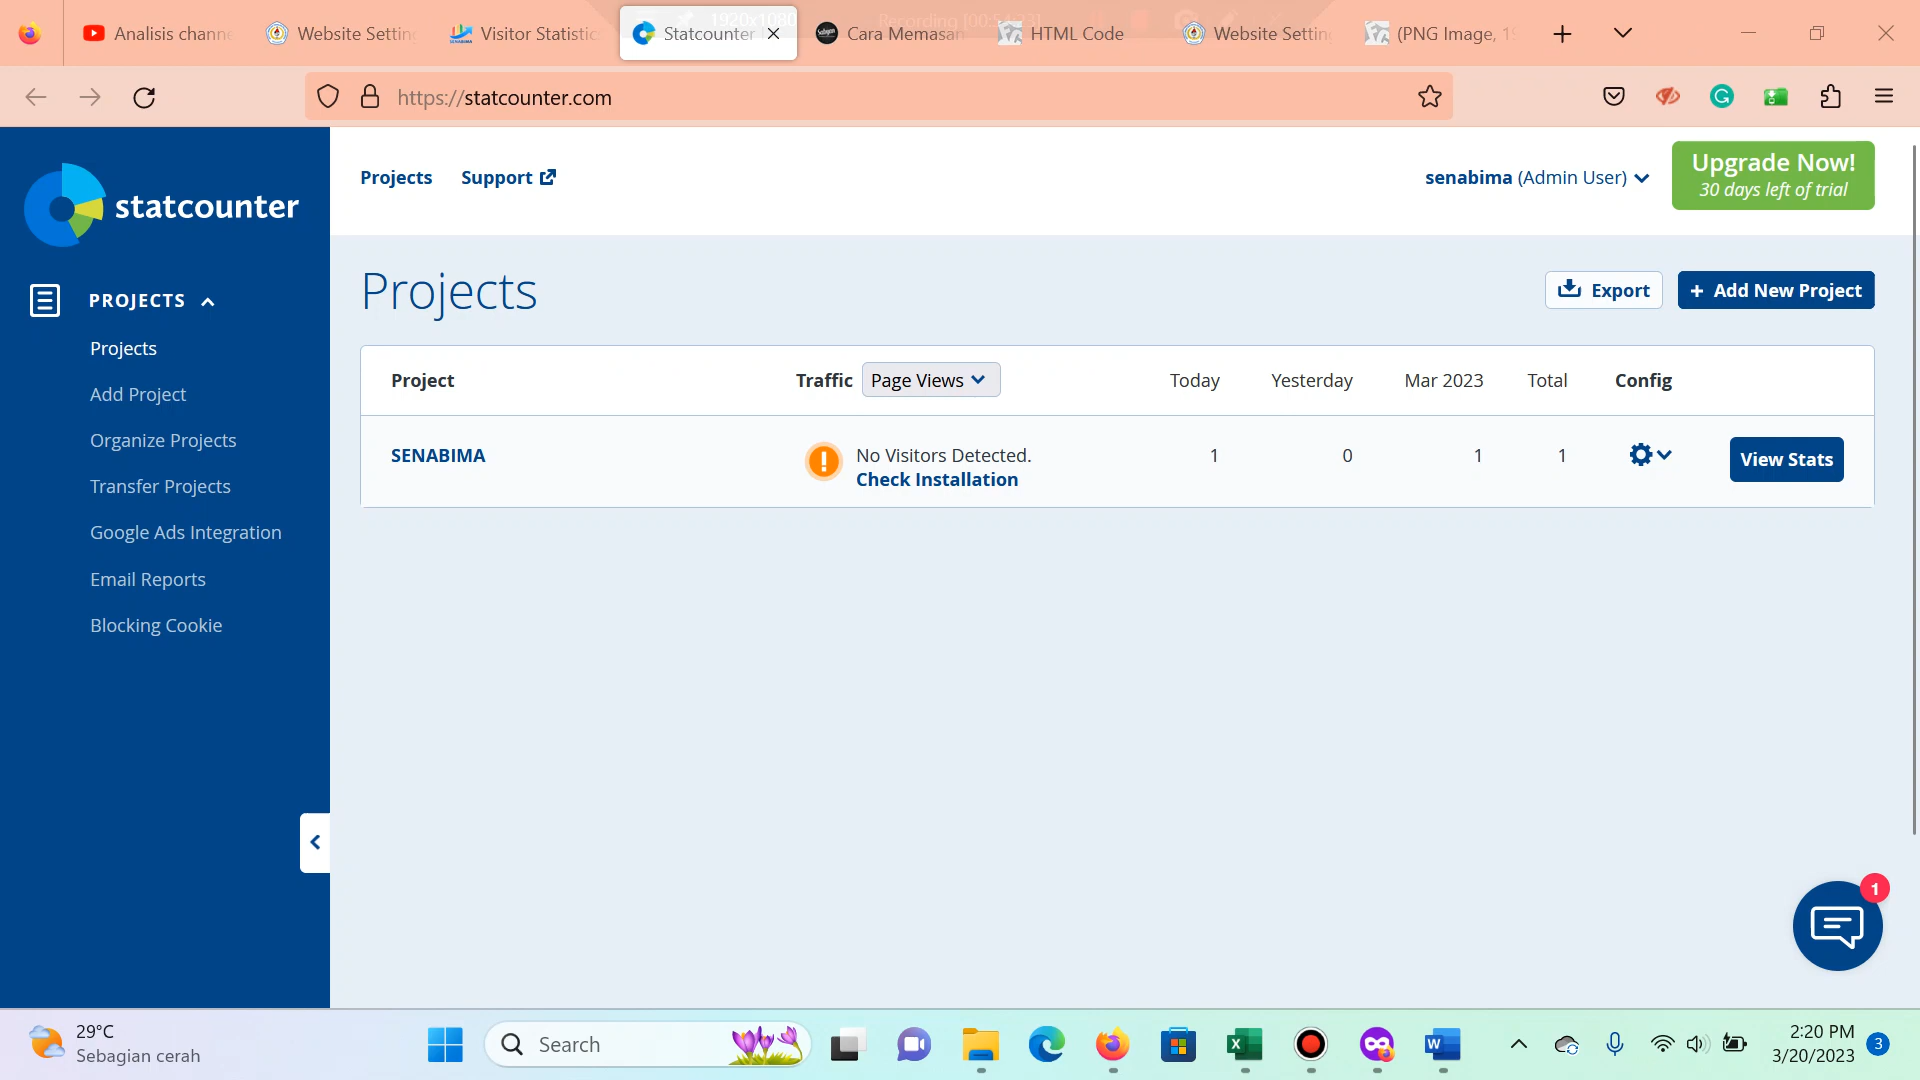 1920x1080
Recording [00:
Analisis channe
Website Settin
Visitor Statistic
Statcounter
Cara Memasan
HTML Code
Website Settin
(PNG Image, 19
https://statcounter.com
statcounter
Projects
Support
senabima (Admin User)
Upgrade Now!
30 days left of trial
PROJECTS
Projects
Add Project
Organize Projects
Transfer Projects
Google Ads Integration
Email Reports
Blocking Cookie
Projects
Export
+ Add New Project
Project Traffic Page Views Today Yesterday Mar 2023 Total Config
SENABIMA No Visitors Detected. 1 0 1 1 View Stats
Check Installation
1
29°C
Sebagian cerah
Search
2:20 PM
3/20/2023
3